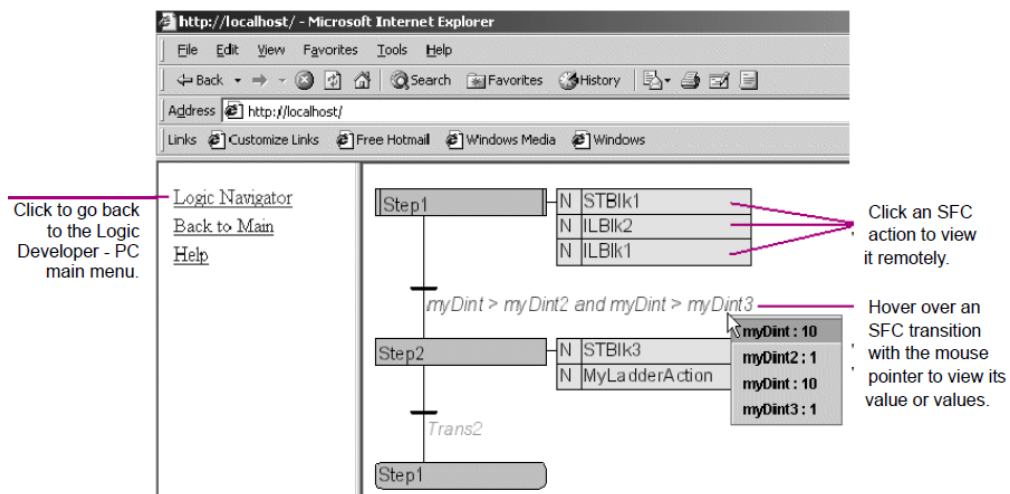 http://localhost/ - Microsoft Internet Explorer
File Edit View Favorites Tools Help
Back Search Favorites History
Address http://localhost/
Links Customize Links Free Hotmail Windows Media Windows
Click to go back
to the Logic
Developer - PC
main menu.
Logic Navigator
Back to Main
Help
Step1
N STBlk1
N ILBlk2
N ILBlk1
Click an SFC
action to view
it remotely.
myDint > myDint2 and myDint > myDint3
Hover over an
SFC transition
with the mouse
pointer to view its
value or values.
myDint : 10
myDint2 : 1
myDint : 10
myDint3 : 1
Step2
N STBlk3
N MyLadderAction
Trans2
Step1